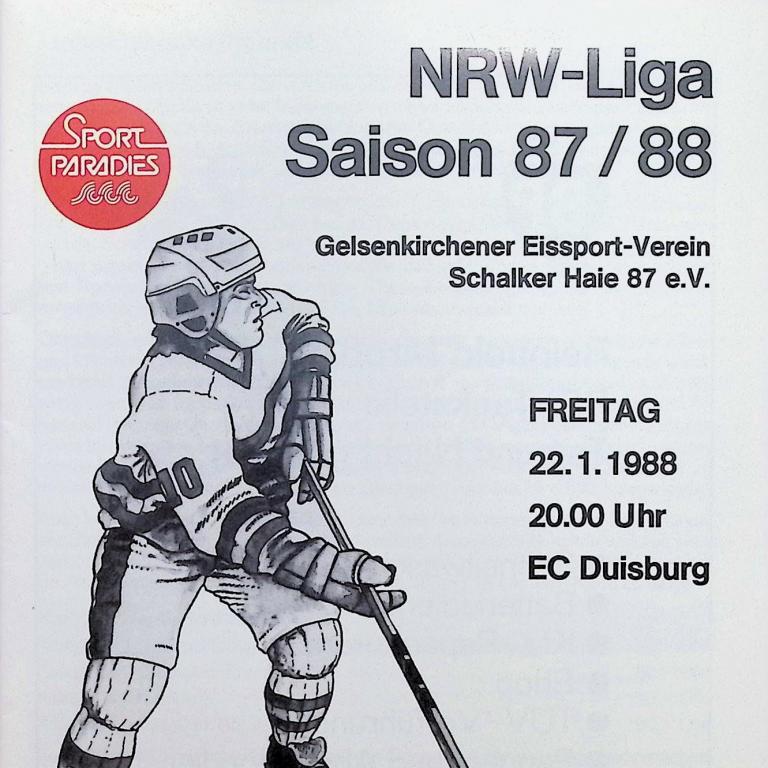 NRW-Liga
Saison 87/88
SPORT
PARADIES
Gelsenkirchener Eissport-Verein
Schalker Haie 87 e.V.
FREITAG
22.1.1988
20.00 Uhr
EC Duisburg
10